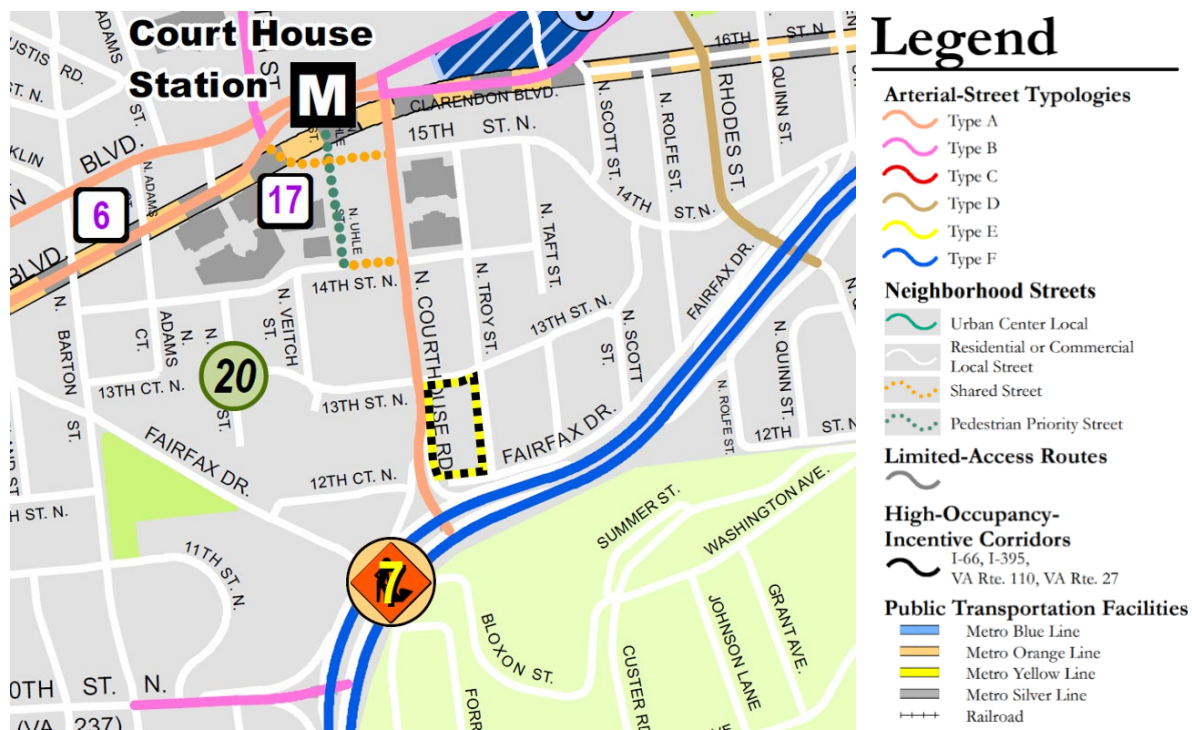 Court House
Station
M
ADAMS
ST.
ST.
ST. N.
BLVD.
N. ADAMS
ST.
6
17
BLVD.
CLARENDON BLVD.
15TH ST. N.
16TH ST. N.
N. UHLE
ST.
N. SCOTT ST.
N. ROLFE ST.
RHODES ST.
QUINN ST.
14TH ST. N.
14TH ST. N.
N. TAFT ST.
N. TROY ST.
N. COURTHOUSE RD.
13TH ST. N.
N. SCOTT
ST.
FAIRFAX DR.
N. QUINN ST.
N. ROLFE ST.
12TH ST. N.
N. BARTON
ST.
N. ADAMS
CT.
N.
ST.
N. VEITCH
ST.
20
13TH CT. N.
13TH ST. N.
FAIRFAX DR.
FAIRFAX DR.
12TH CT. N.
H ST. N.
11TH ST. N.
7
SUMMER ST.
WASHINGTON AVE.
BLOXON ST.
CUSTER RD
JOHNSON LANE
GRANT AVE.
0TH ST. N.
(VA 237)
FORR
Legend
Arterial-Street Typologies
Type A
Type B
Type C
Type D
Type E
Type F
Neighborhood Streets
Urban Center Local
Residential or Commercial
Local Street
Shared Street
Pedestrian Priority Street
Limited-Access Routes
High-Occupancy-
Incentive Corridors
I-66, I-395,
VA Rte. 110, VA Rte. 27
Public Transportation Facilities
Metro Blue Line
Metro Orange Line
Metro Yellow Line
Metro Silver Line
Railroad